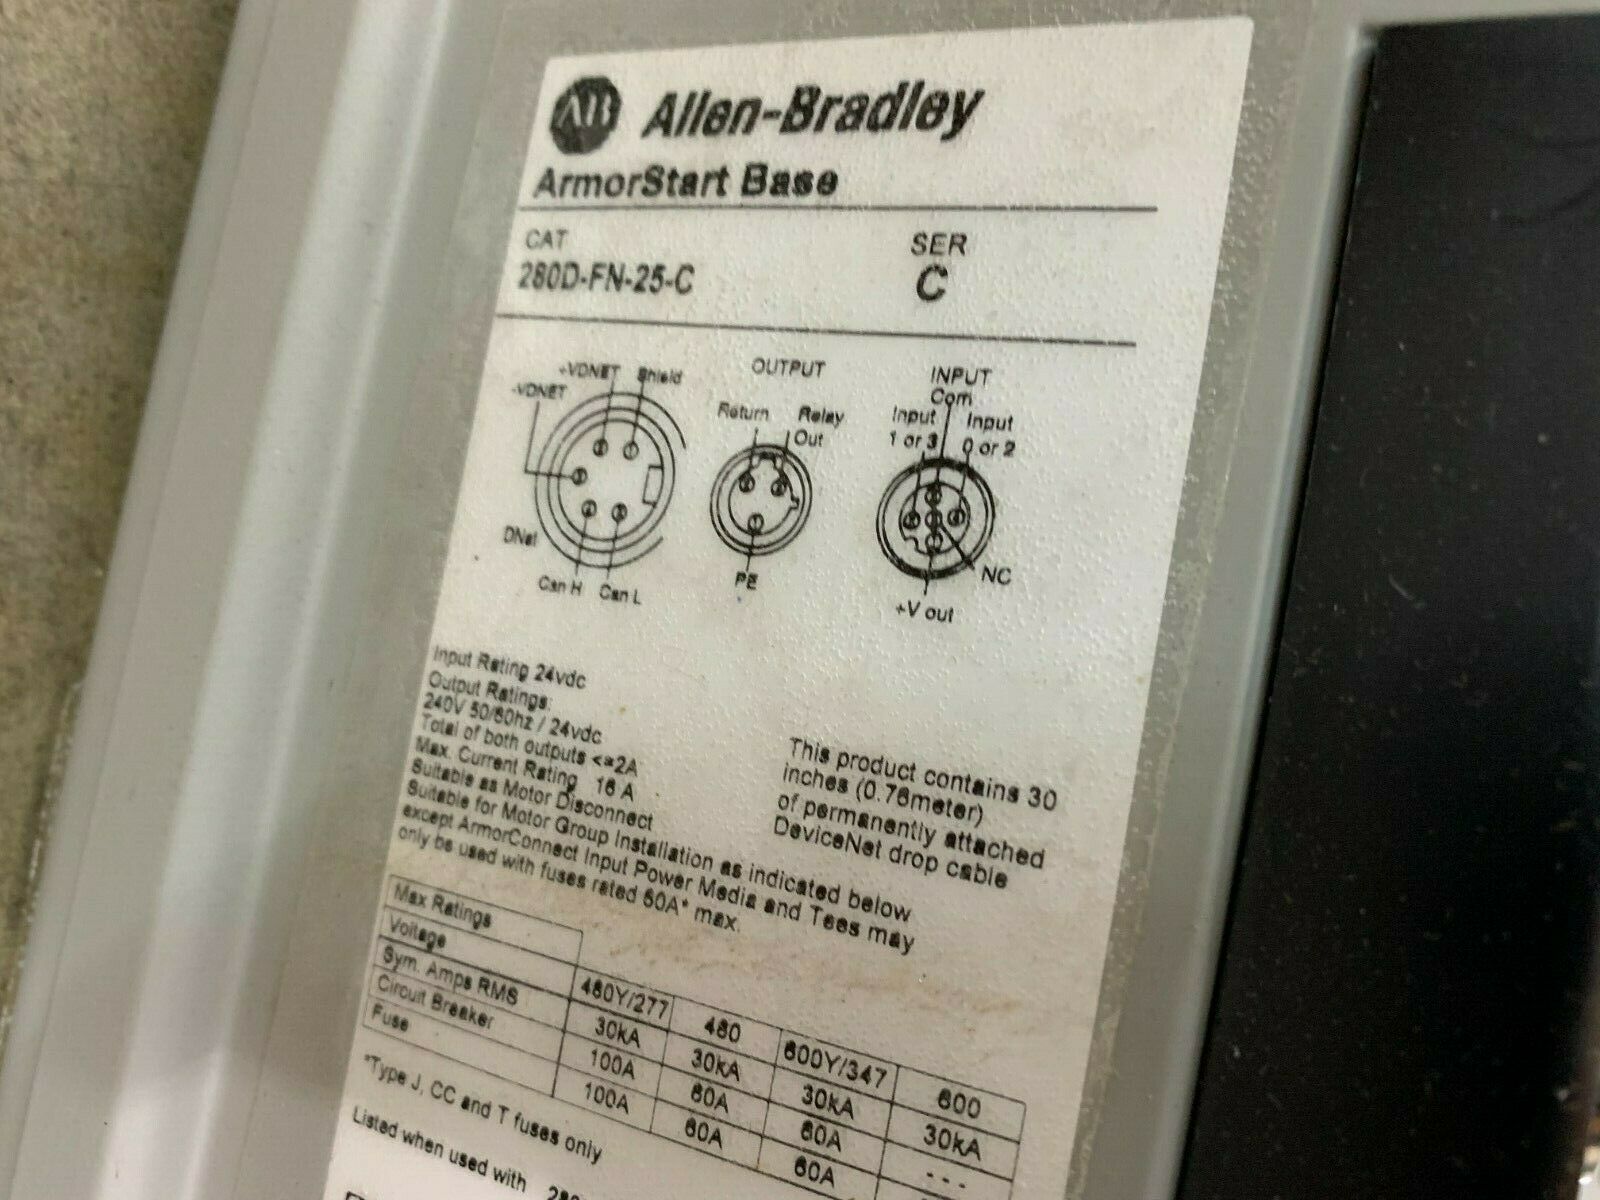 AB Allen-Bradley
ArmorStart Base
CAT
280D-FN-25-C
SER
C
-VDNET
+VDNET
Shield
DNet
Can H
Can L
OUTPUT
Return
Relay
Out
PE
INPUT
Com
Input
1 or 3
Input
0 or 2
NC
+V out
Input Rating 24vdc
Output Ratings:
240V 50/60hz / 24vdc
Total of both outputs <=2A
Max. Current Rating 16 A
Suitable as Motor Disconnect
Suitable for Motor Group Installation as indicated below
except ArmorConnect Input Power Media and Tees may
only be used with fuses rated 60A* max.
This product contains 30
inches (0.76meter)
of permanently attached
DeviceNet drop cable
Max Ratings
Voltage 480Y/277 480 600Y/347 600
Sym. Amps RMS 30kA 30kA 30kA 30kA
Circuit Breaker 100A 60A 60A ---
Fuse 100A 60A 60A
*Type J, CC and T fuses only
Listed when used with